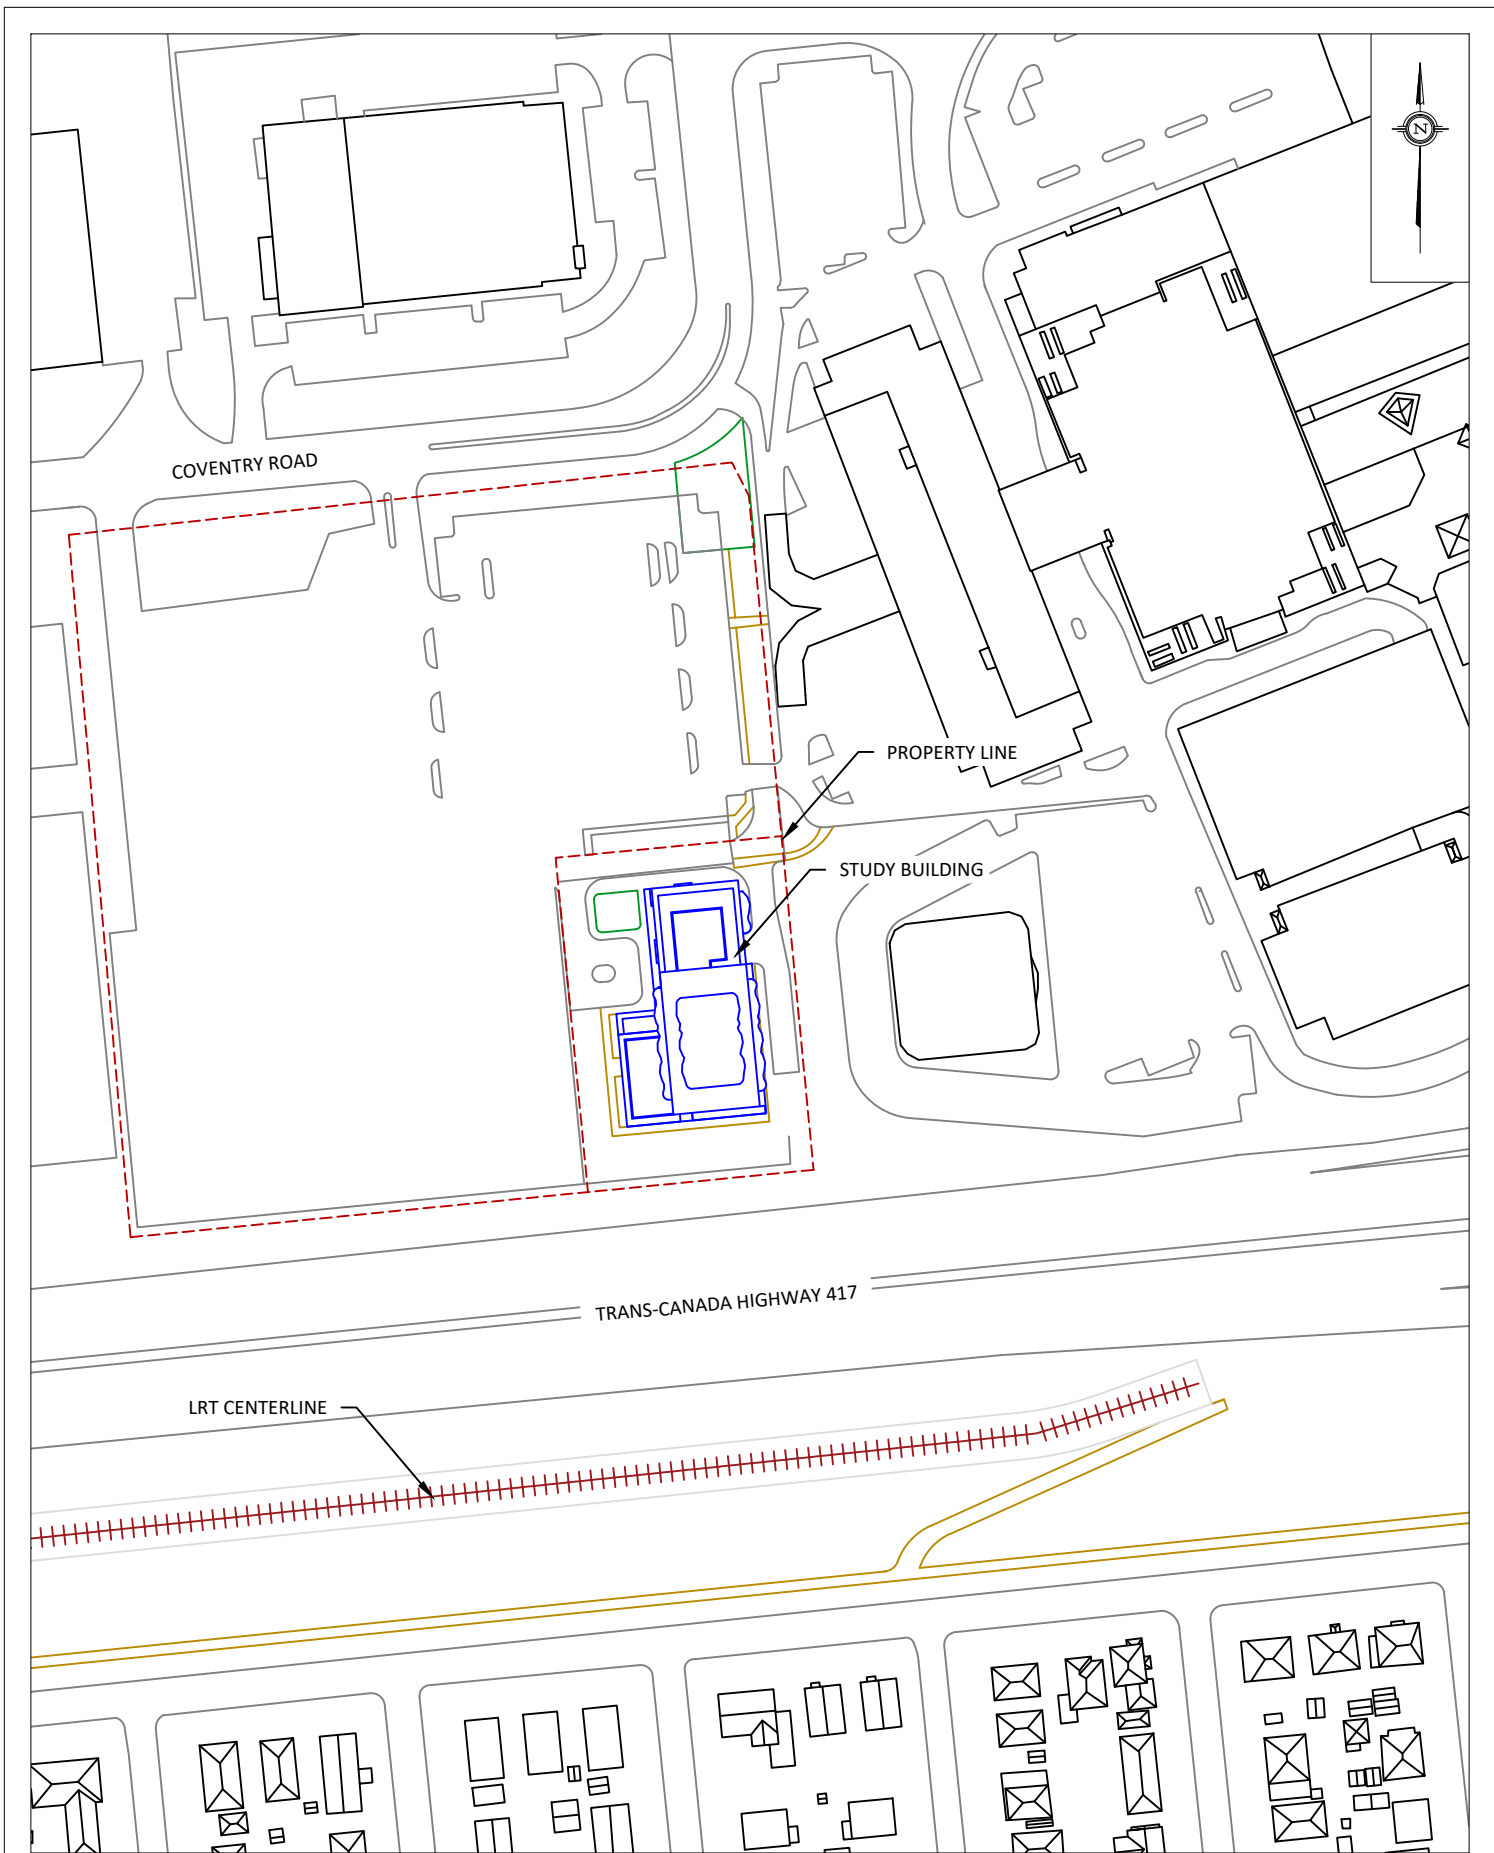 N
COVENTRY ROAD
PROPERTY LINE
STUDY BUILDING
TRANS-CANADA HIGHWAY 417
LRT CENTERLINE